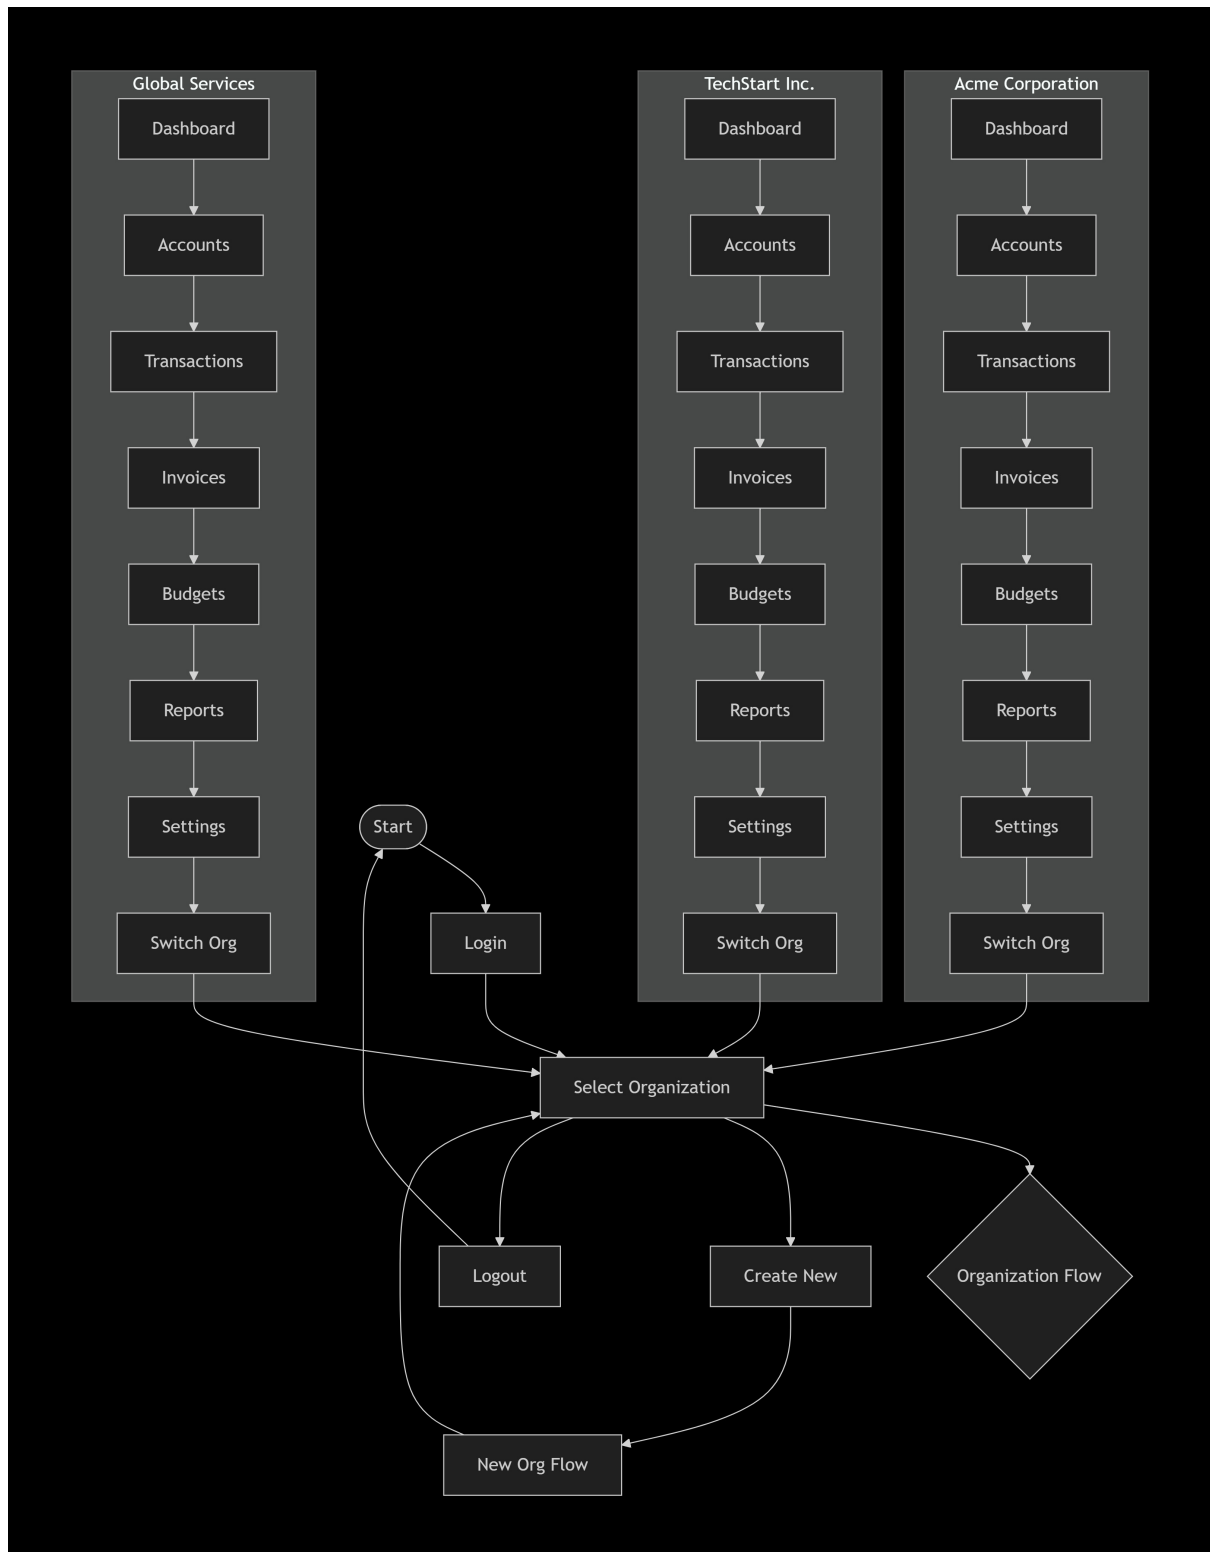 Global Services
Dashboard
Accounts
Transactions
Invoices
Budgets
Reports
Settings
Switch Org
TechStart Inc.
Dashboard
Accounts
Transactions
Invoices
Budgets
Reports
Settings
Switch Org
Acme Corporation
Dashboard
Accounts
Transactions
Invoices
Budgets
Reports
Settings
Switch Org
Start
Login
Select Organization
Logout
Create New
Organization Flow
New Org Flow